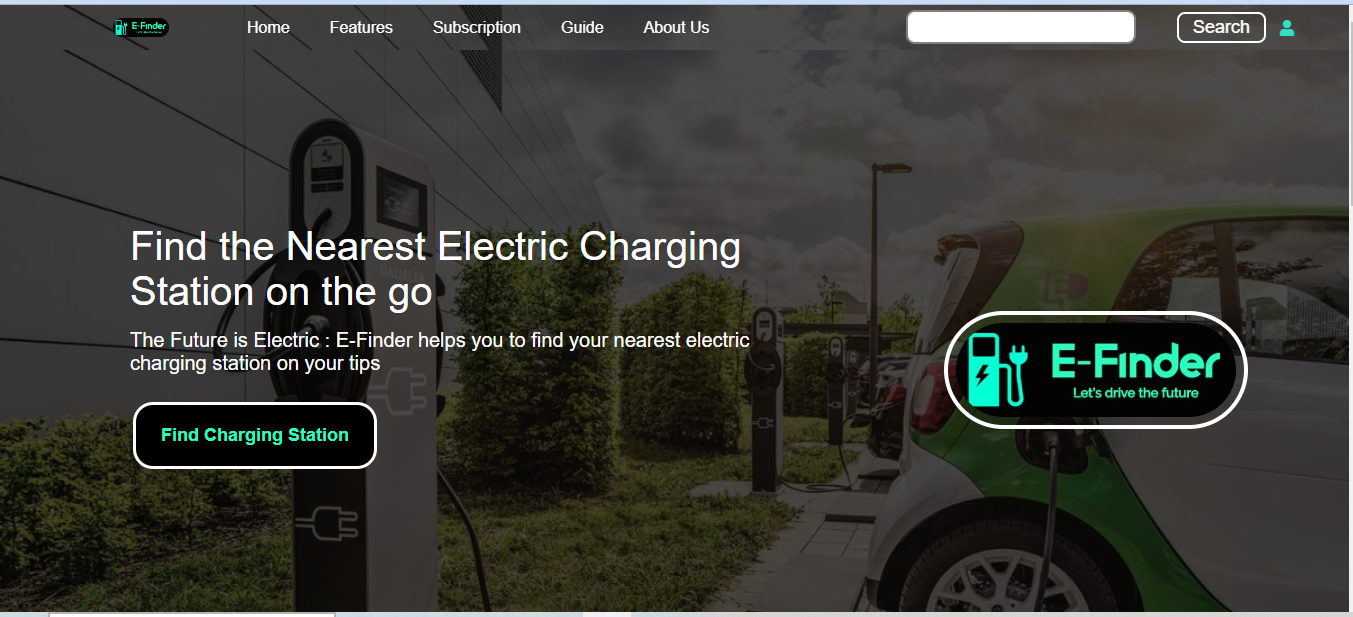 E-Finder
Home
Features
Subscription
Guide
About Us
Search
DAIMLER
Find the Nearest Electric Charging
Station on the go
The Future is Electric : E-Finder helps you to find your nearest electric
charging station on your tips
Find Charging Station
E-Finder
Let's drive the future